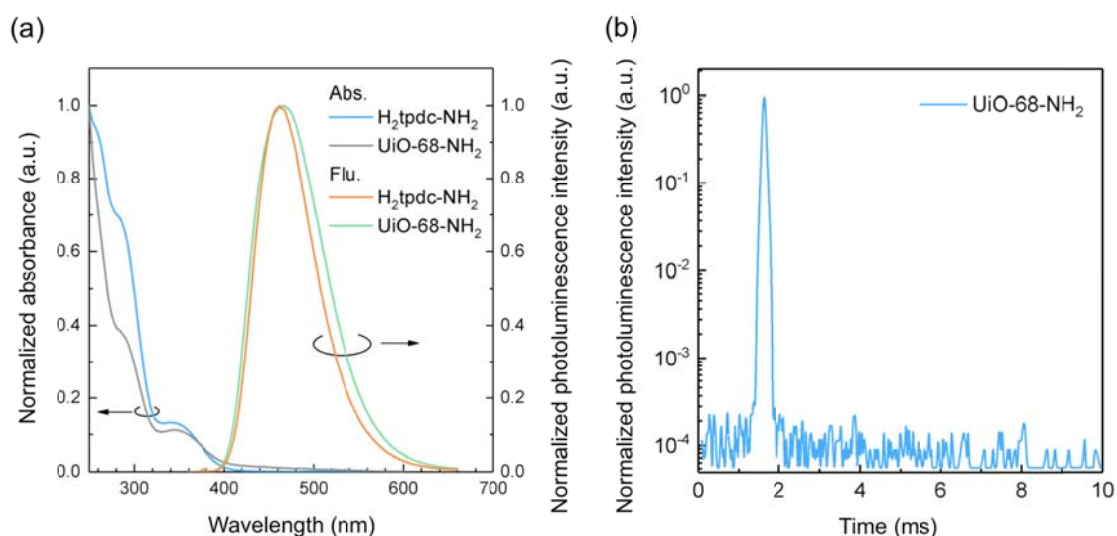 (a)
Normalized absorbance (a.u.)
1.0
0.8
0.6
0.4
0.2
0.0
Abs.
H₂tpdc-NH₂
UiO-68-NH₂
Flu.
H₂tpdc-NH₂
UiO-68-NH₂
1.0
0.8
0.6
0.4
0.2
0.0
Normalized photoluminescence intensity (a.u.)
300 400 500 600 700
Wavelength (nm)
(b)
Normalized photoluminescence intensity (a.u.)
10⁰
10⁻¹
10⁻²
10⁻³
10⁻⁴
UiO-68-NH₂
0 2 4 6 8 10
Time (ms)